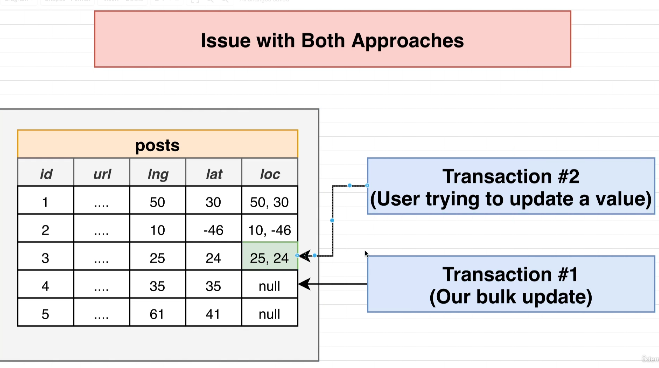 Issue with Both Approaches
posts
id url lng lat loc
1 .... 50 30 50, 30
2 .... 10 -46 10, -46
3 .... 25 24 25, 24
4 .... 35 35 null
5 .... 61 41 null
Transaction #2
(User trying to update a value)
Transaction #1
(Our bulk update)